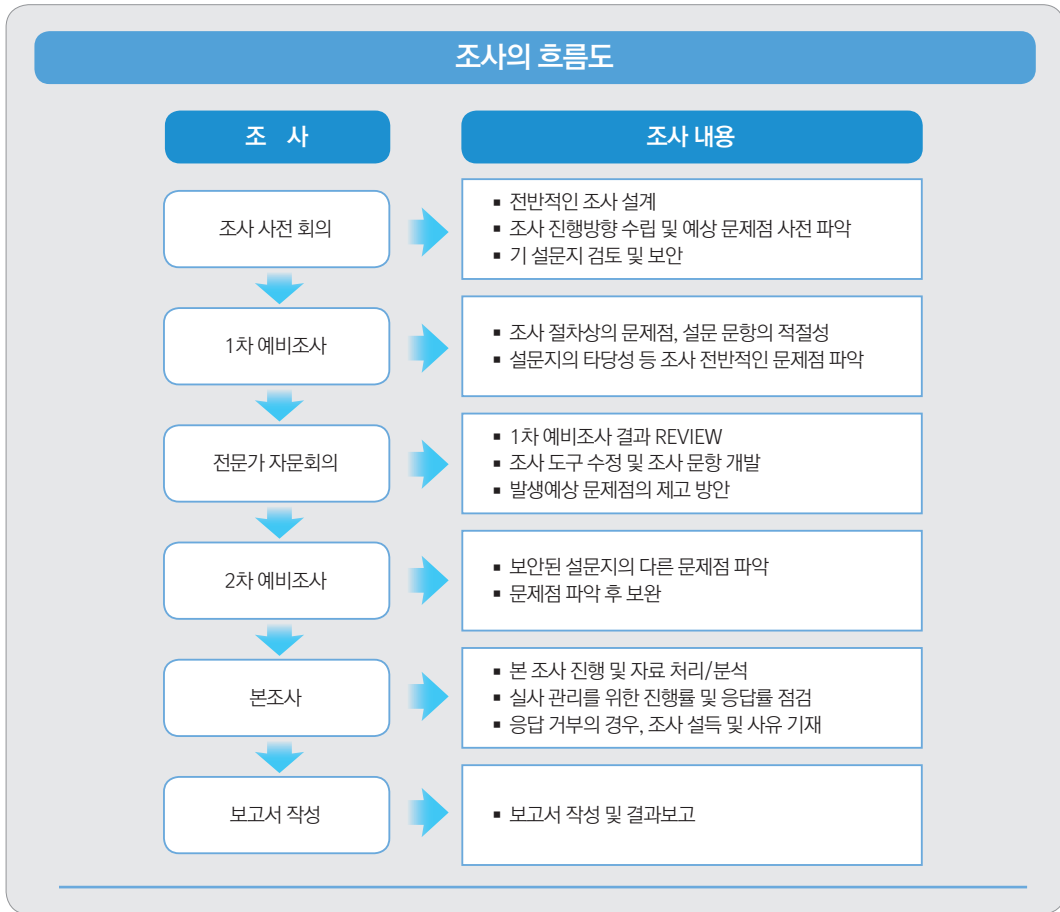 조사의 흐름도
조 사
조사 내용
조사 사전 회의
▪ 전반적인 조사 설계
▪ 조사 진행방향 수립 및 예상 문제점 사전 파악
▪ 기 설문지 검토 및 보안
1차 예비조사
▪ 조사 절차상의 문제점, 설문 문항의 적절성
▪ 설문지의 타당성 등 조사 전반적인 문제점 파악
전문가 자문회의
▪ 1차 예비조사 결과 REVIEW
▪ 조사 도구 수정 및 조사 문항 개발
▪ 발생예상 문제점의 제고 방안
2차 예비조사
▪ 보안된 설문지의 다른 문제점 파악
▪ 문제점 파악 후 보완
본조사
▪ 본 조사 진행 및 자료 처리/분석
▪ 실사 관리를 위한 진행률 및 응답률 점검
▪ 응답 거부의 경우, 조사 설득 및 사유 기재
보고서 작성
▪ 보고서 작성 및 결과보고